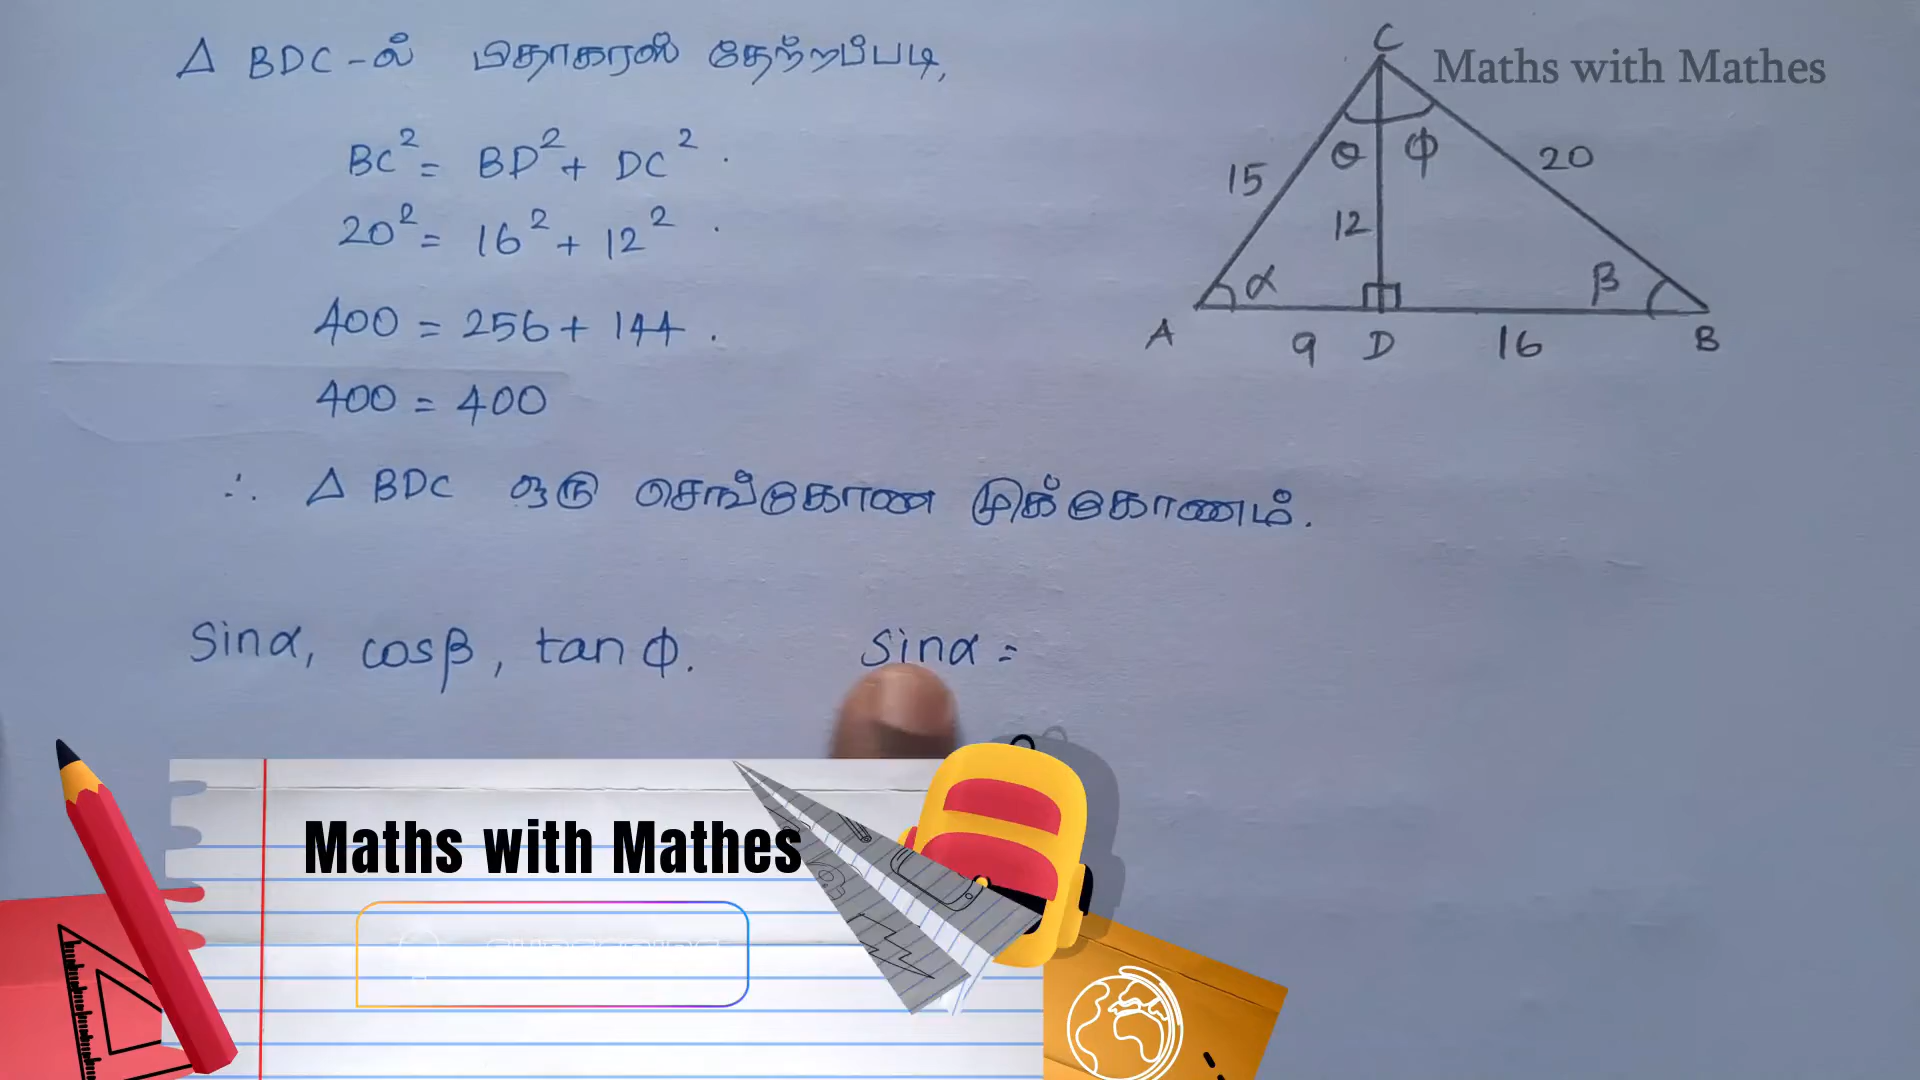 Δ BDC-ல் பிதாகரஸ் தேற்றப்படி,
Maths with Mathes
BC² = BD² + DC².
20² = 16² + 12².
400 = 256 + 144.
400 = 400
∴ Δ BDC ஒரு செங்கோண முக்கோணம்.
C
θ ϕ
15
20
12
α
β
A
9
D
16
B
Sinα, cosβ, tan ϕ.
Sinα =
Maths with Mathes